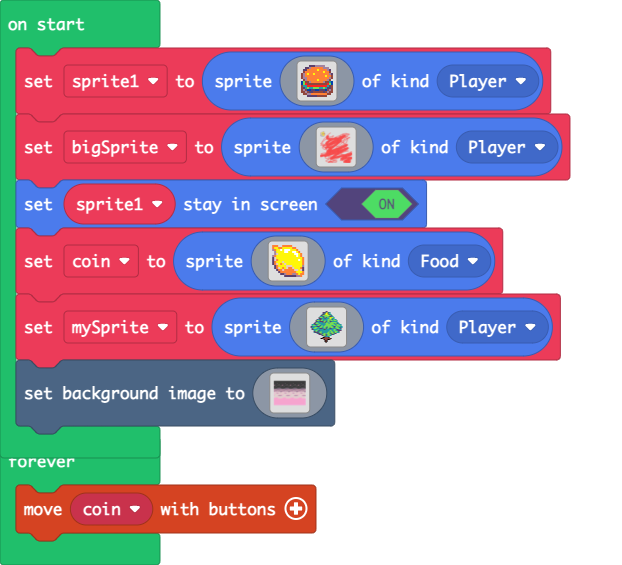 on start
set sprite1 to sprite of kind Player
set bigSprite to sprite of kind Player
set sprite1 stay in screen ON
set coin to sprite of kind Food
set mySprite to sprite of kind Player
set background image to
forever
move coin with buttons